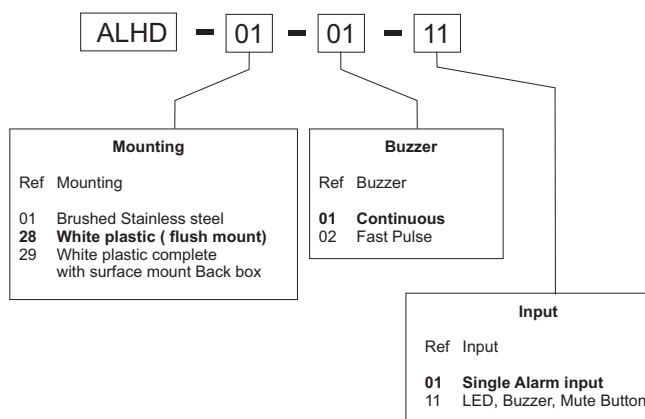 ALHD - 01 - 01 - 11
Mounting
Ref Mounting
01 Brushed Stainless steel
28 White plastic ( flush mount)
29 White plastic complete
with surface mount Back box
Buzzer
Ref Buzzer
01 Continuous
02 Fast Pulse
Input
Ref Input
01 Single Alarm input
11 LED, Buzzer, Mute Button